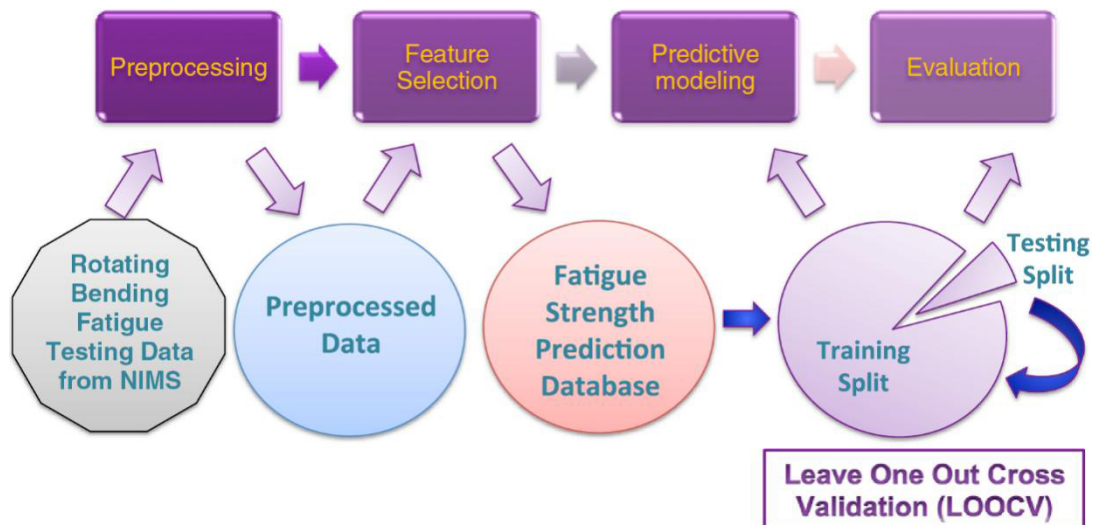 Preprocessing
Feature
Selection
Predictive
modeling
Evaluation
Rotating
Bending
Fatigue
Testing Data
from NIMS
Preprocessed
Data
Fatigue
Strength
Prediction
Database
Training
Split
Testing
Split
Leave One Out Cross
Validation (LOOCV)